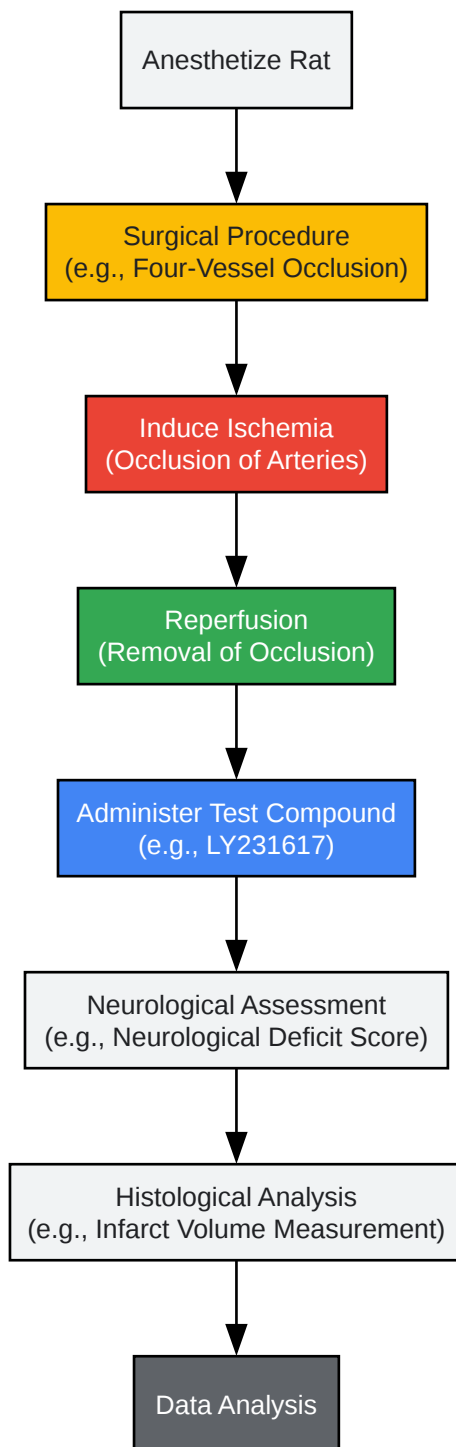 Anesthetize Rat
Surgical Procedure
(e.g., Four-Vessel Occlusion)
Induce Ischemia
(Occlusion of Arteries)
Reperfusion
(Removal of Occlusion)
Administer Test Compound
(e.g., LY231617)
Neurological Assessment
(e.g., Neurological Deficit Score)
Histological Analysis
(e.g., Infarct Volume Measurement)
Data Analysis